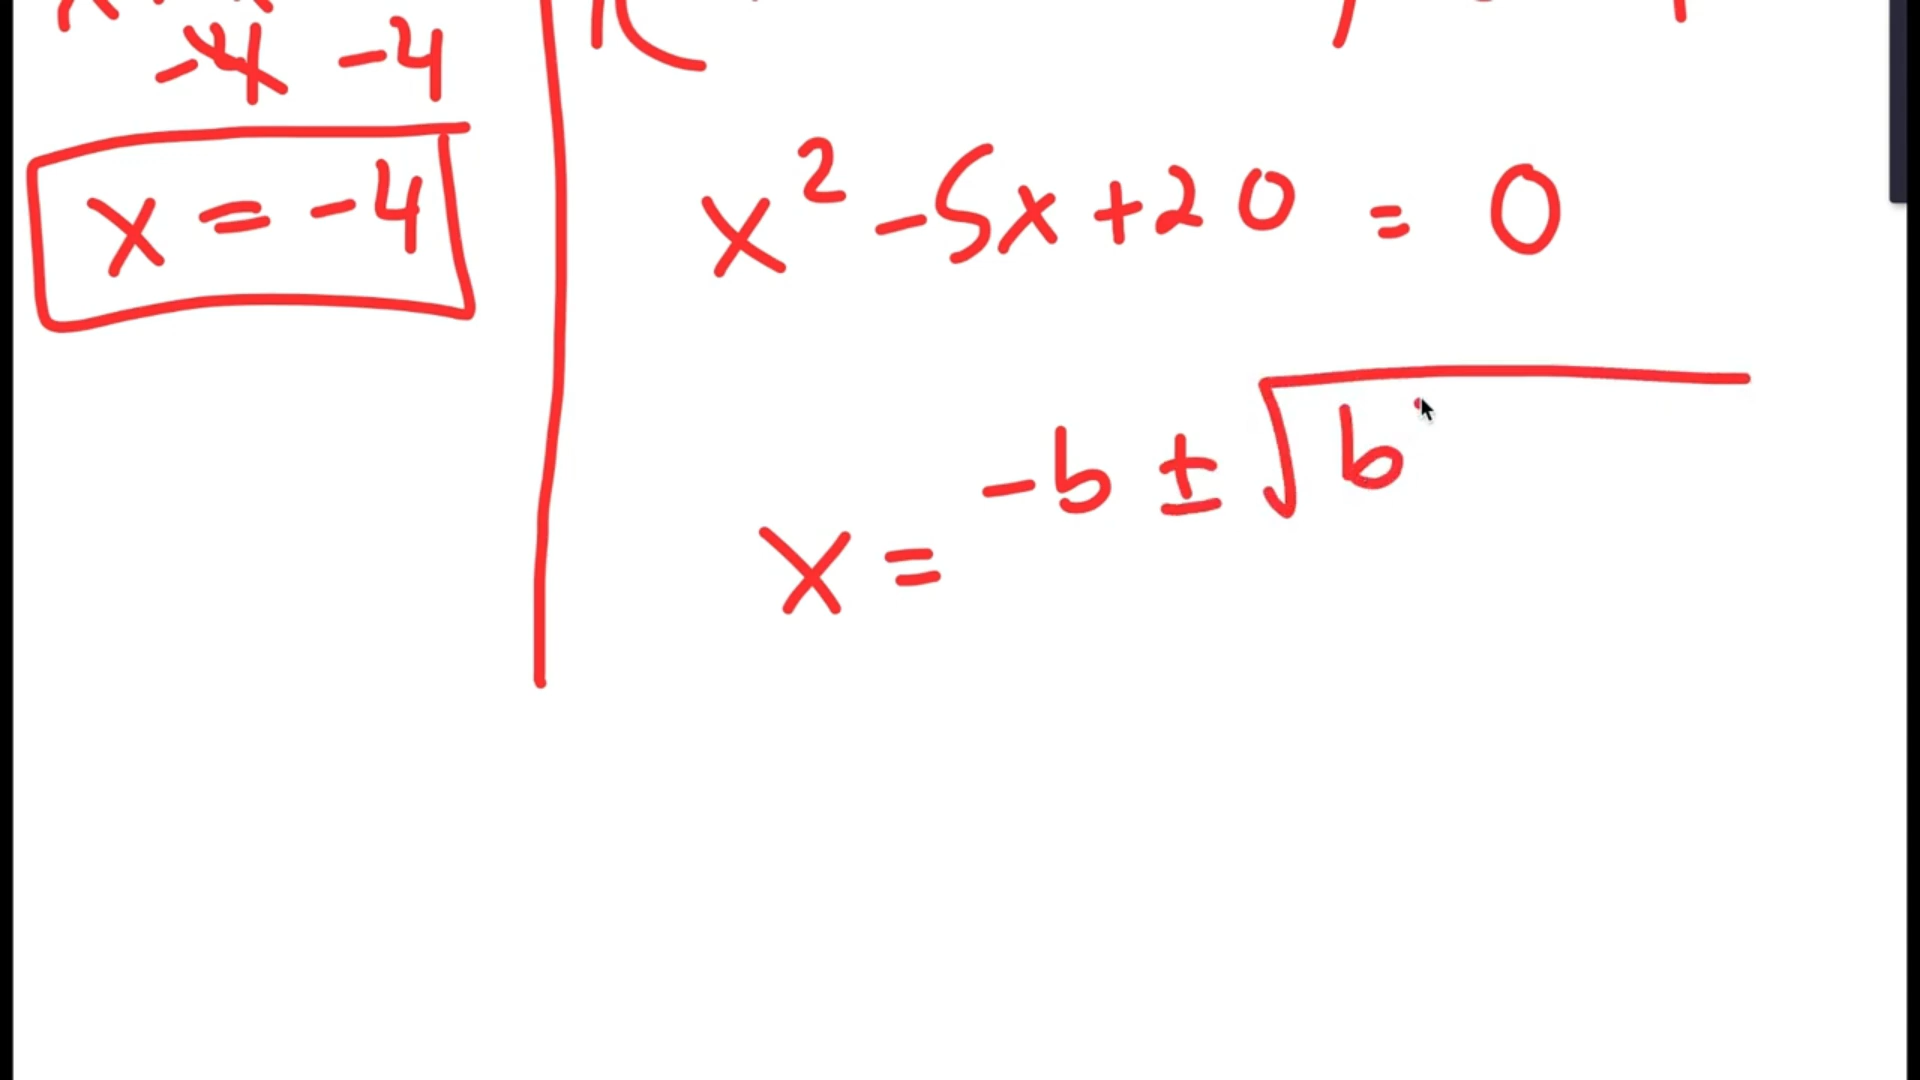 -4 -4
x = -4
x² -5x +20 = 0
x = -b ± √b